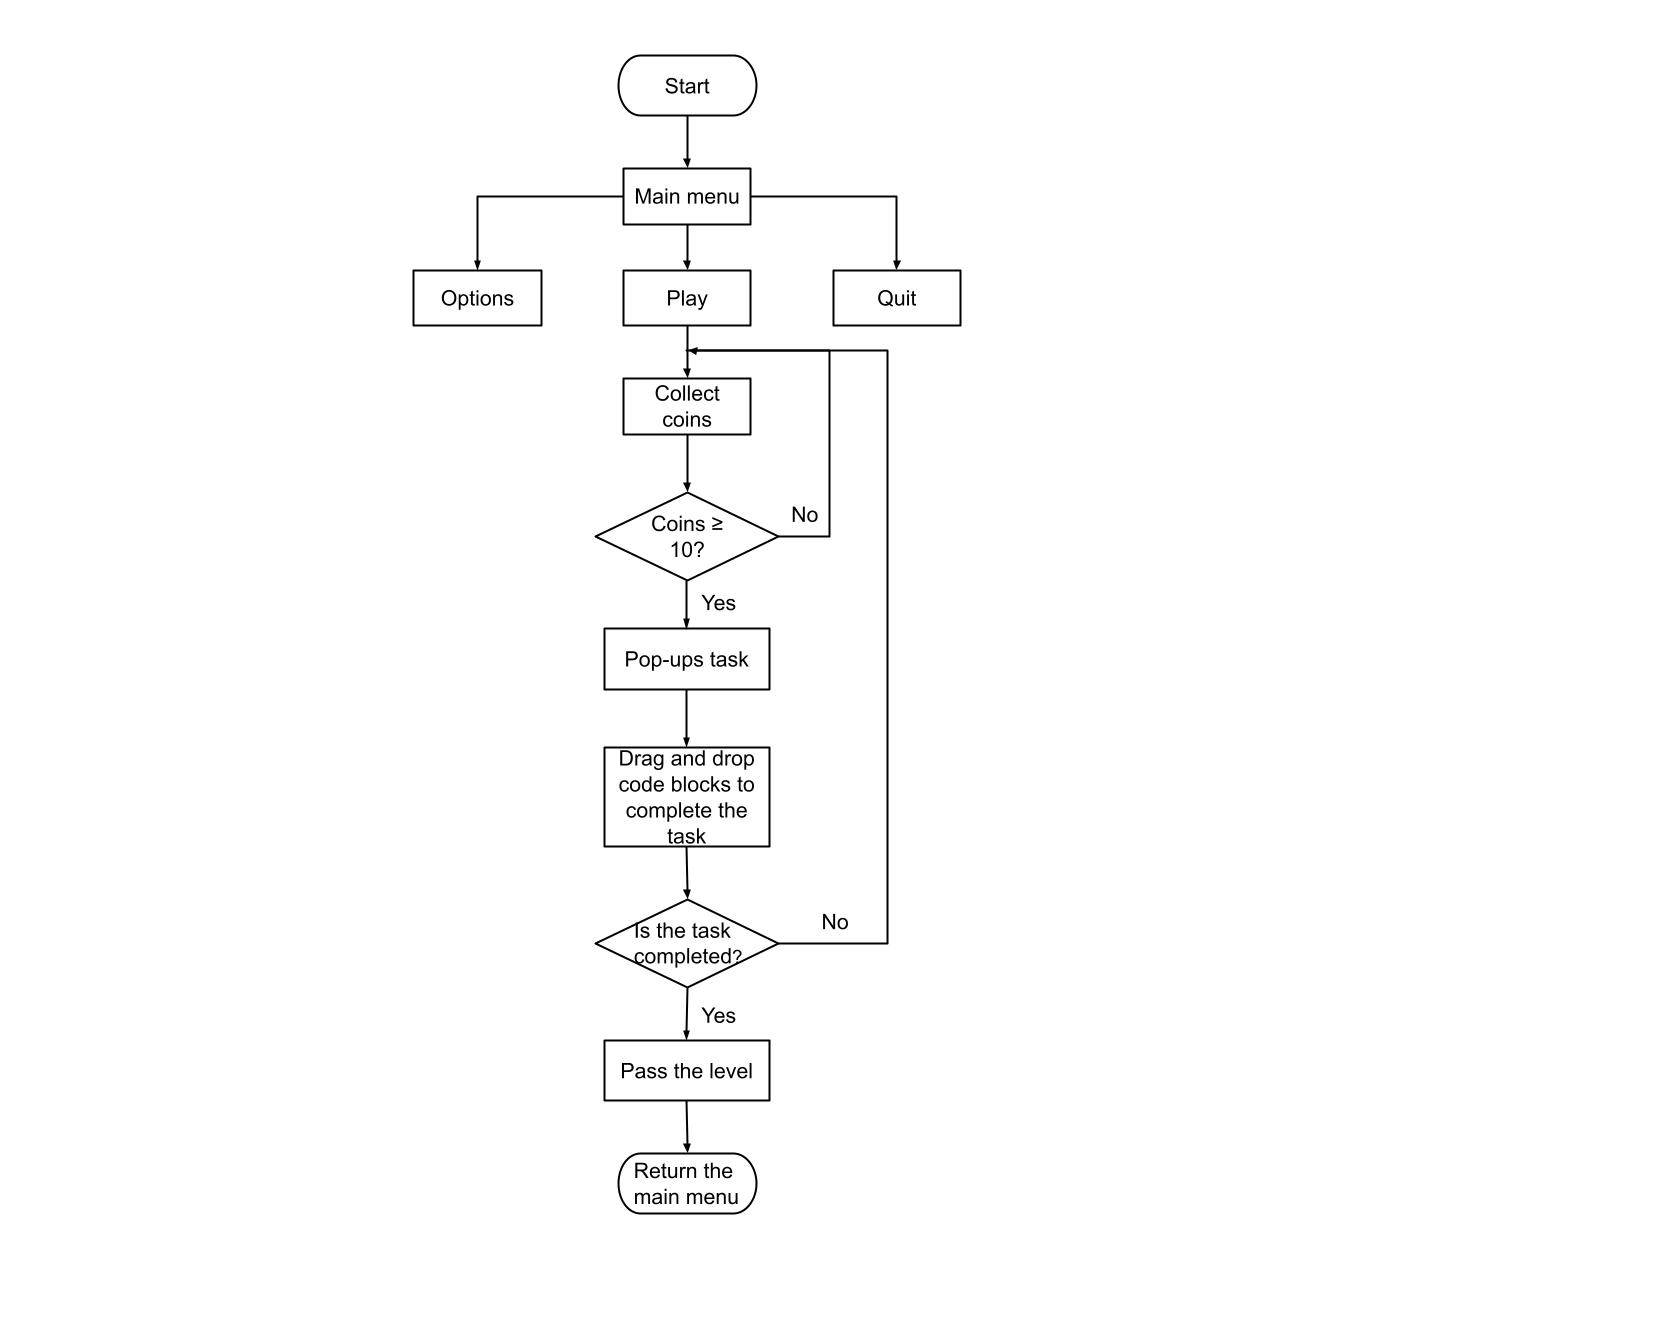 Start
Main menu
Options
Play
Quit
Collect
coins
Coins ≥
10?
No
Yes
Pop-ups task
Drag and drop
code blocks to
complete the
task
Is the task
completed?
No
Yes
Pass the level
Return the
main menu